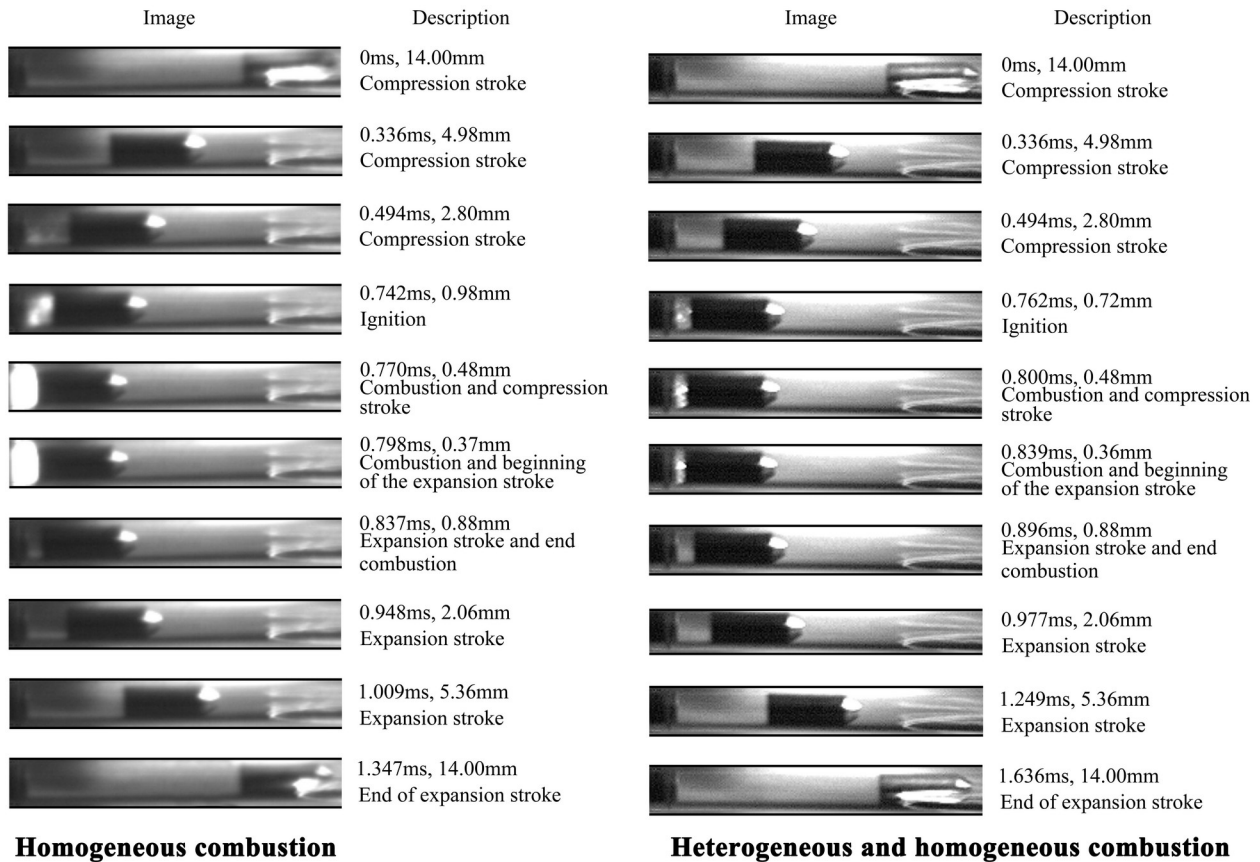 Image
Description
0ms, 14.00mm
Compression stroke
0.336ms, 4.98mm
Compression stroke
0.494ms, 2.80mm
Compression stroke
0.742ms, 0.98mm
Ignition
0.770ms, 0.48mm
Combustion and compression
stroke
0.798ms, 0.37mm
Combustion and beginning
of the expansion stroke
0.837ms, 0.88mm
Expansion stroke and end
combustion
0.948ms, 2.06mm
Expansion stroke
1.009ms, 5.36mm
Expansion stroke
1.347ms, 14.00mm
End of expansion stroke
Homogeneous combustion
Image
Description
0ms, 14.00mm
Compression stroke
0.336ms, 4.98mm
Compression stroke
0.494ms, 2.80mm
Compression stroke
0.762ms, 0.72mm
Ignition
0.800ms, 0.48mm
Combustion and compression
stroke
0.839ms, 0.36mm
Combustion and beginning
of the expansion stroke
0.896ms, 0.88mm
Expansion stroke and end
combustion
0.977ms, 2.06mm
Expansion stroke
1.249ms, 5.36mm
Expansion stroke
1.636ms, 14.00mm
End of expansion stroke
Heterogeneous and homogeneous combustion